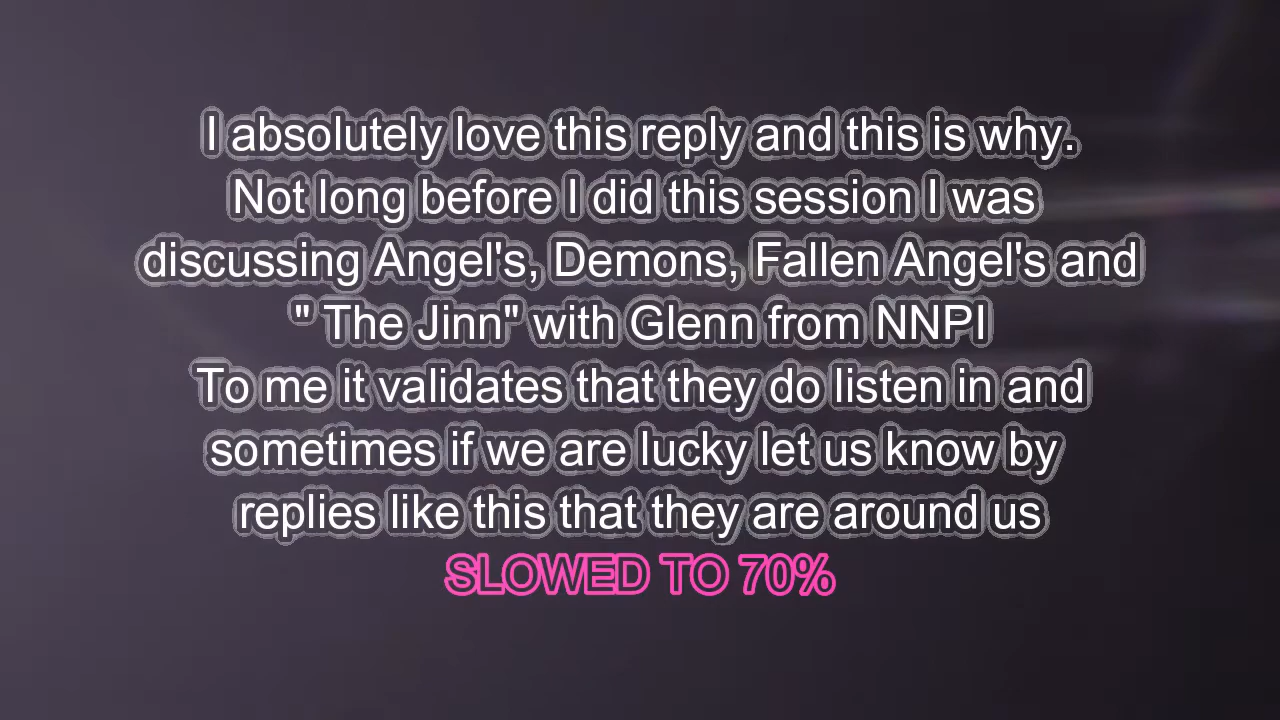 I absolutely love this reply and this is why.
Not long before I did this session I was
discussing Angel's, Demons, Fallen Angel's and
" The Jinn" with Glenn from NNPI
To me it validates that they do listen in and
sometimes if we are lucky let us know by
replies like this that they are around us
SLOWED TO 70%